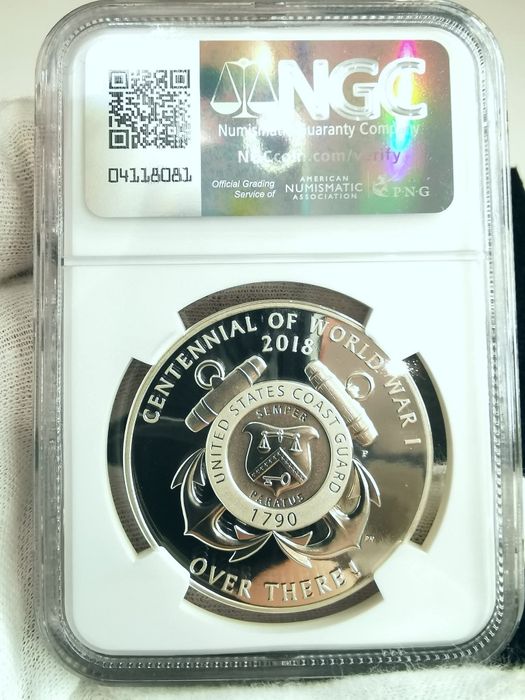 NGC
Numismatic Guaranty Company
NGCcoin.com/verify
04118081
Official Grading
Service of
AMERICAN
NUMISMATIC
ASSOCIATION
P·N·G
CENTENNIAL OF WORLD WAR I
2018
UNITED STATES COAST GUARD
SEMPER
PARATUS
1790
P
OVER THERE!